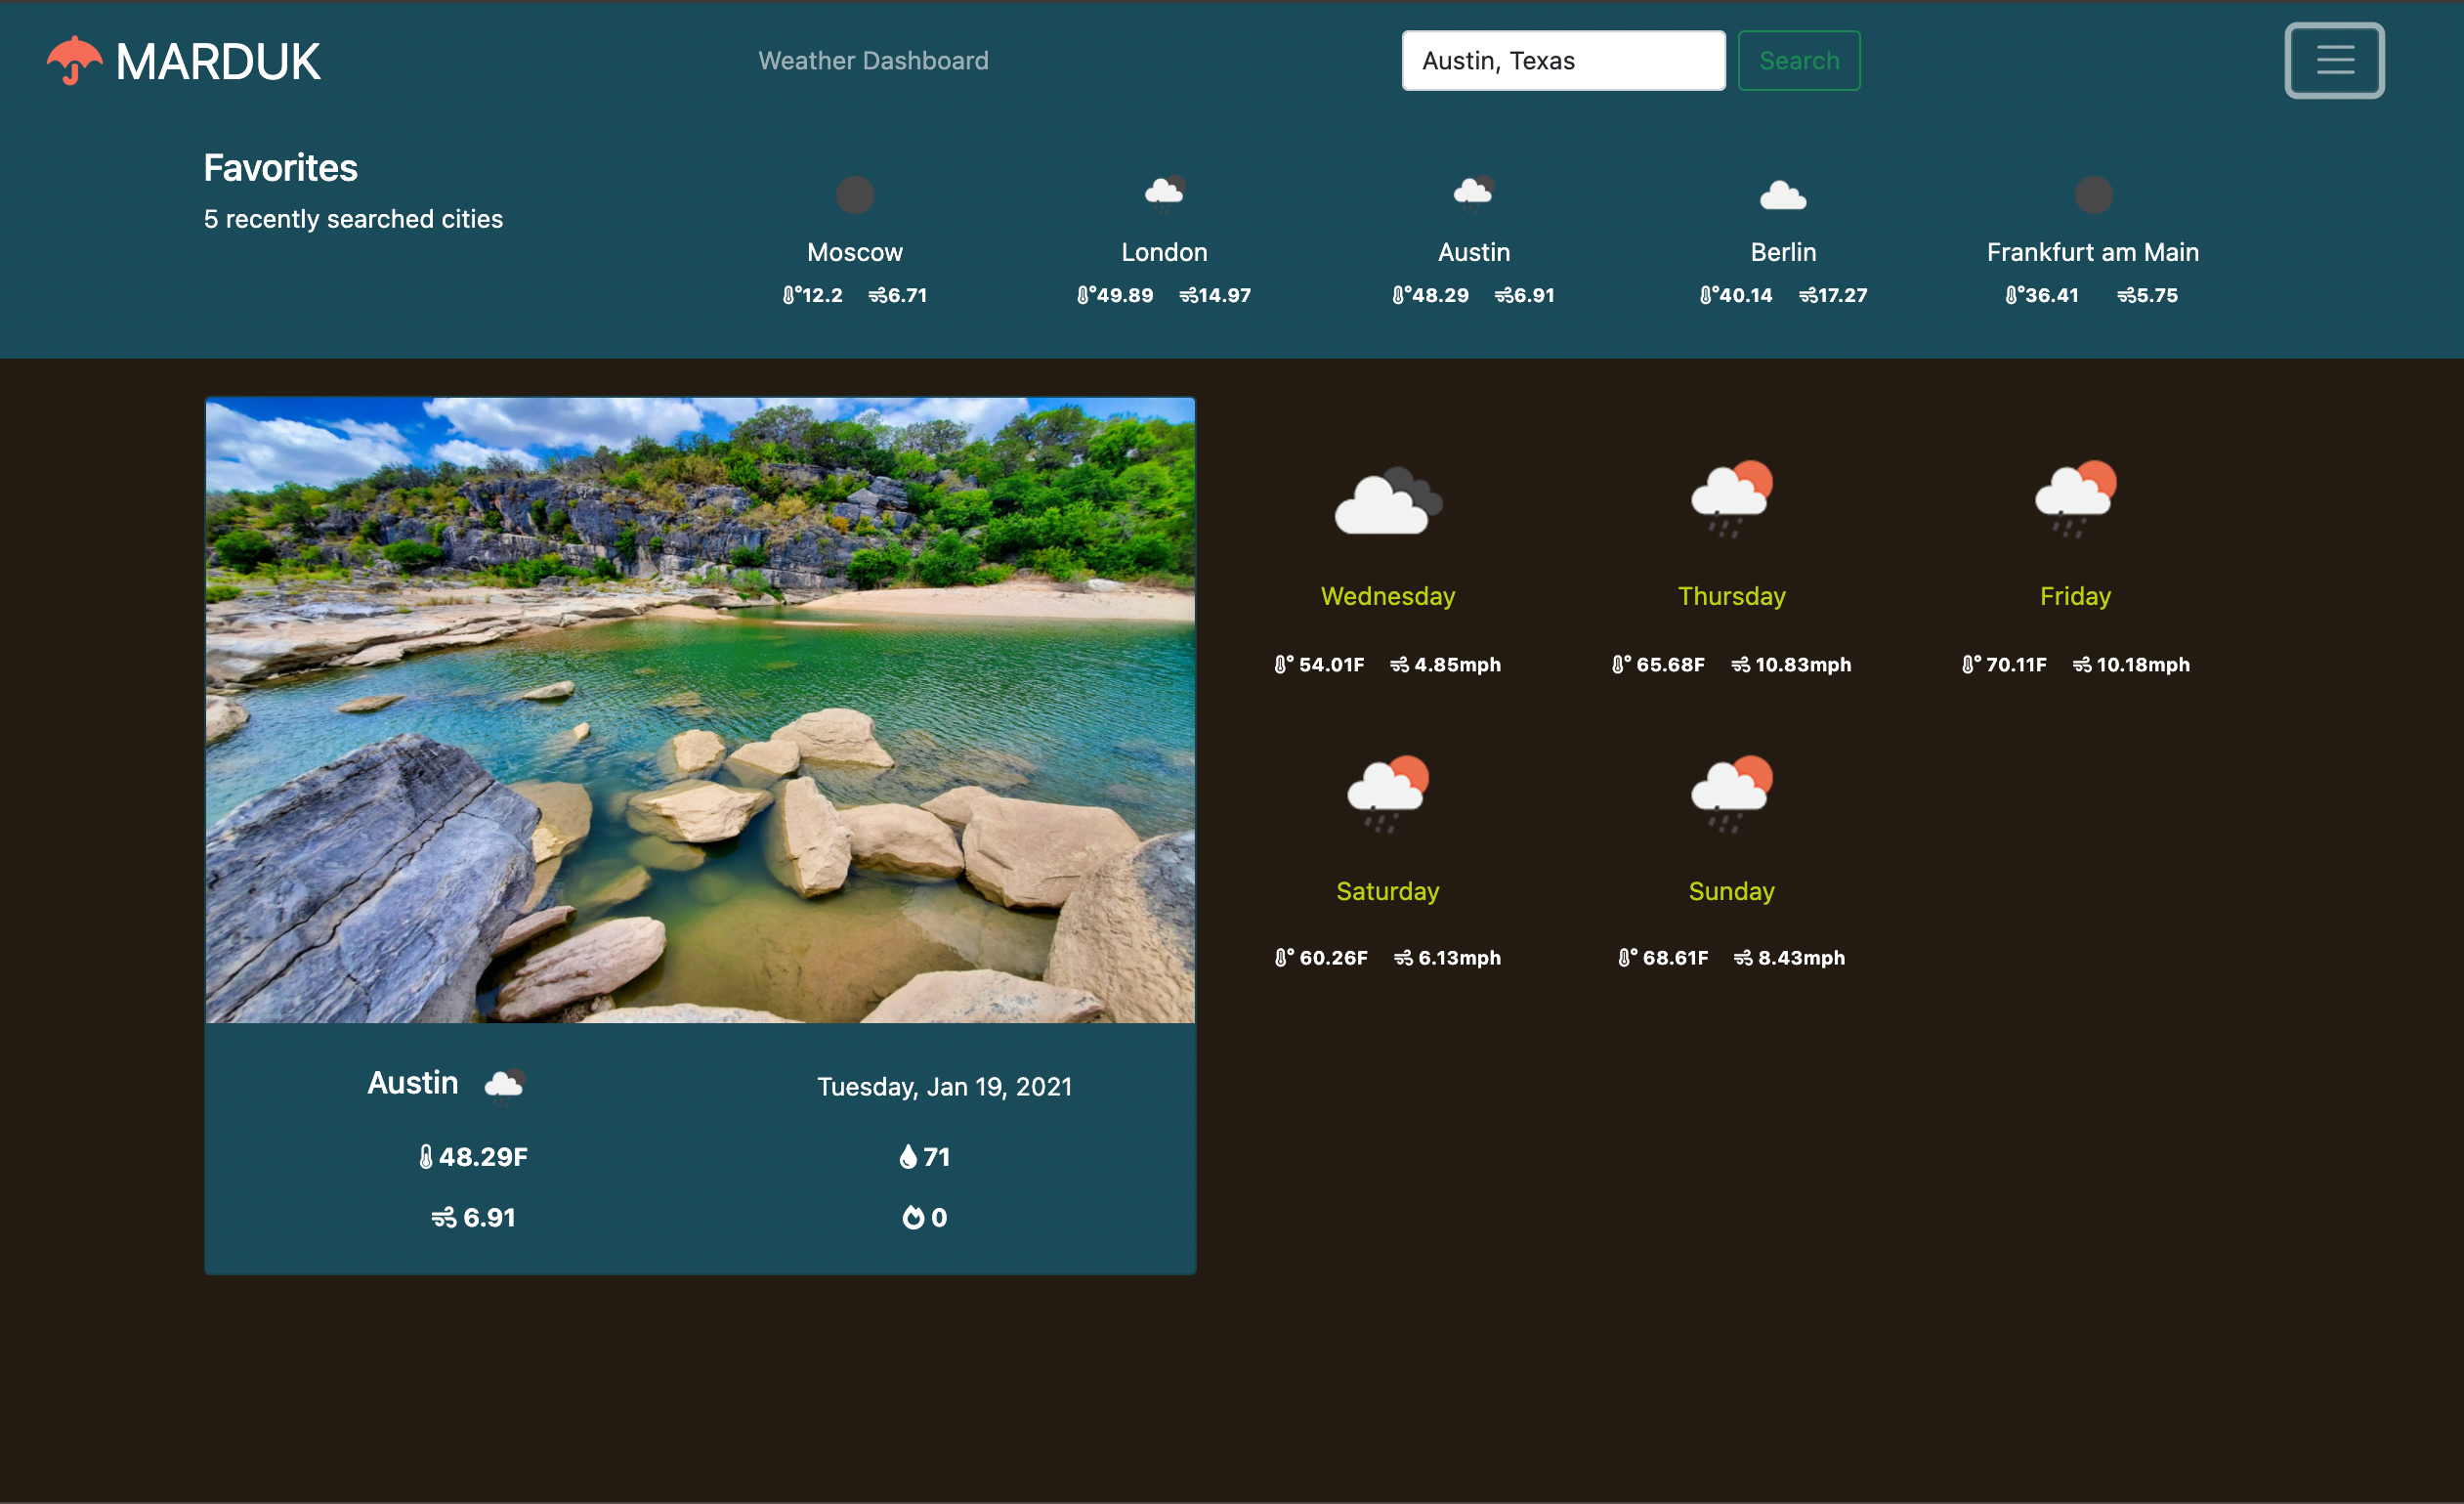 MARDUK
Weather Dashboard
Austin, Texas
Search
Favorites
5 recently searched cities
Moscow
°12.2 6.71
London
°49.89 14.97
Austin
°48.29 6.91
Berlin
°40.14 17.27
Frankfurt am Main
°36.41 5.75
Wednesday
° 54.01F 4.85mph
Thursday
° 65.68F 10.83mph
Friday
° 70.11F 10.18mph
Saturday
° 60.26F 6.13mph
Sunday
° 68.61F 8.43mph
Austin
Tuesday, Jan 19, 2021
48.29F
71
6.91
0